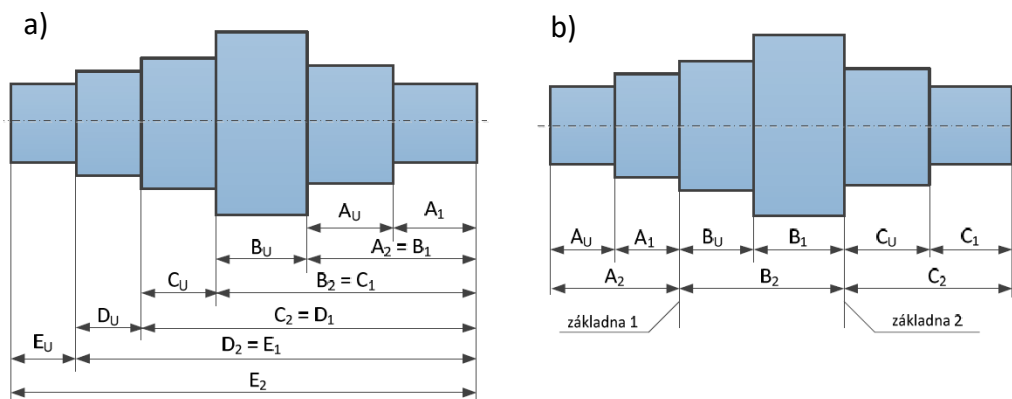 a)
A_U A_1
B_U A_2 = B_1
C_U B_2 = C_1
D_U C_2 = D_1
E_U D_2 = E_1
E_2
b)
A_U A_1 B_U B_1 C_U C_1
A_2 B_2 C_2
základna 1 základna 2